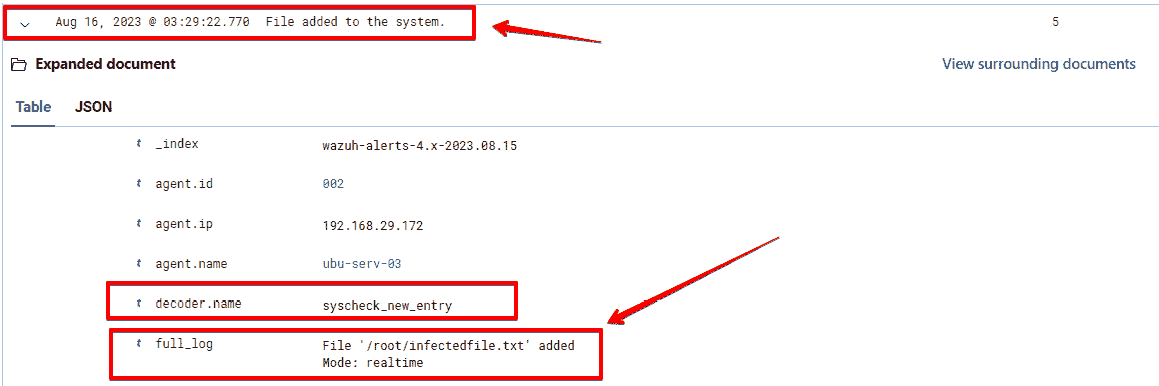 Aug 16, 2023 @ 03:29:22.770 File added to the system. 5
Expanded document View surrounding documents
Table JSON
t _index wazuh-alerts-4.x-2023.08.15
t agent.id 002
t agent.ip 192.168.29.172
t agent.name ubu-serv-03
t decoder.name syscheck_new_entry
t full_log File '/root/infectedfile.txt' added
Mode: realtime